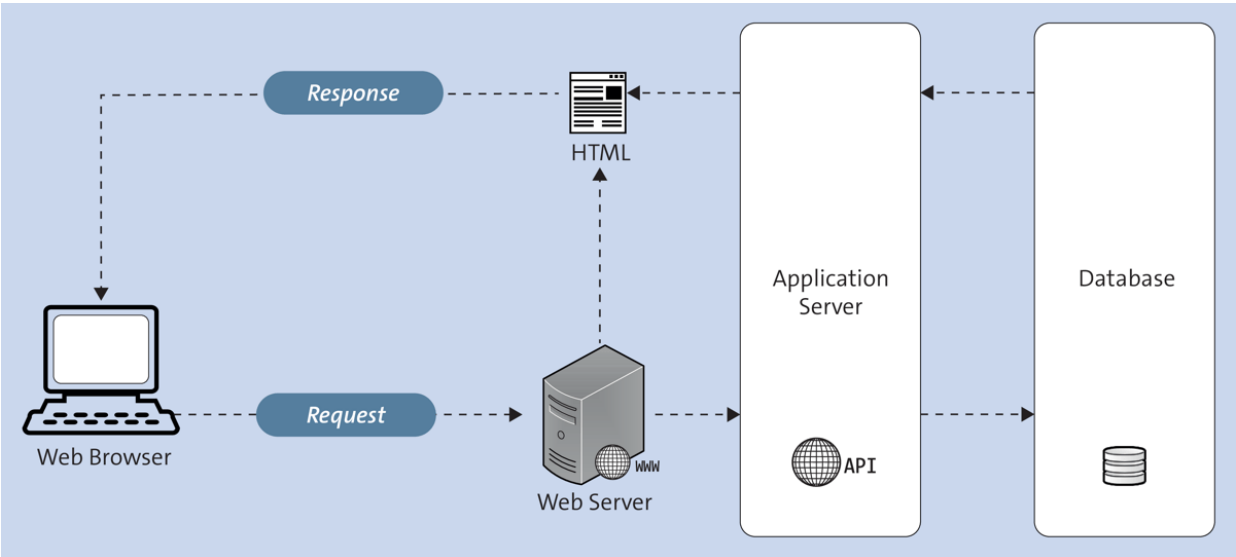 Response
HTML
Application
Server
Database
Request
Web Browser
WWW
Web Server
API